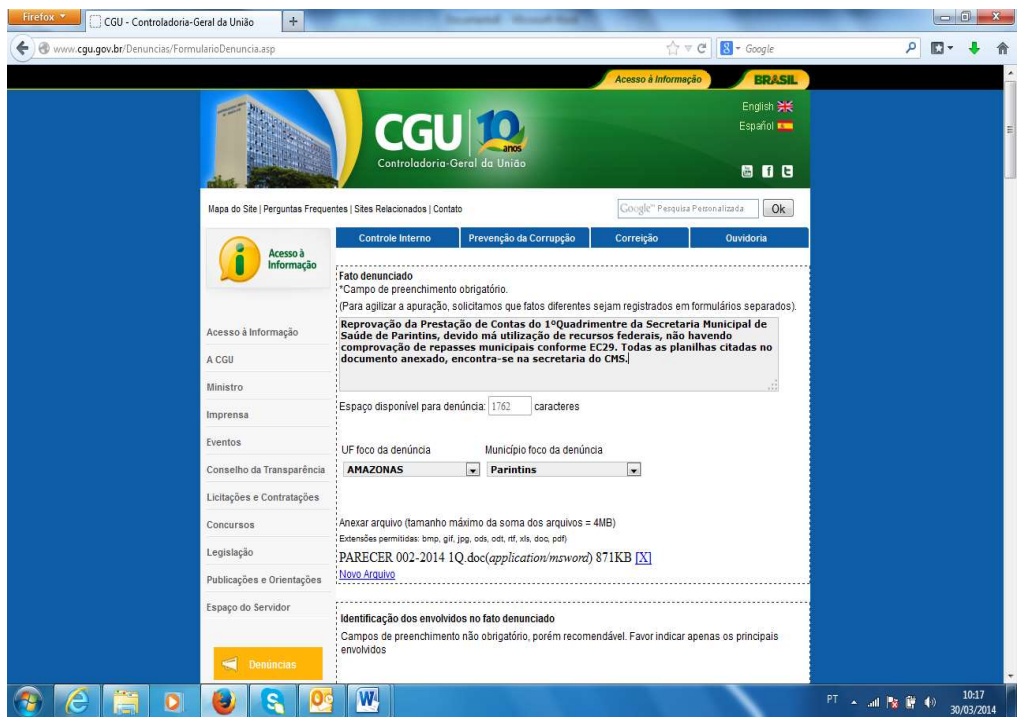 Firefox
CGU - Controladoria-Geral da União
+
www.cgu.gov.br/Denuncias/FormularioDenuncia.asp
Google
Acesso à Informação
BRASIL
English
Español
CGU 10 anos
Controladoria-Geral da União
Mapa do Site | Perguntas Frequentes | Sites Relacionados | Contato
Google™ Pesquisa Personalizada
Ok
Controle Interno
Prevenção da Corrupção
Correição
Ouvidoria
Acesso à
Informação
Acesso à Informação
A CGU
Ministro
Imprensa
Eventos
Conselho da Transparência
Licitações e Contratações
Concursos
Legislação
Publicações e Orientações
Espaço do Servidor
Denúncias
Fato denunciado
*Campo de preenchimento obrigatório.
(Para agilizar a apuração, solicitamos que fatos diferentes sejam registrados em formulários separados).
Reprovação da Prestação de Contas do 1ºQuadrimentre da Secretaria Municipal de
Saúde de Parintins, devido má utilização de recursos federais, não havendo
comprovação de repasses municipais conforme EC29. Todas as planilhas citadas no
documento anexado, encontra-se na secretaria do CMS.
Espaço disponível para denúncia: 1762 caracteres
UF foco da denúncia
Município foco da denúncia
AMAZONAS
Parintins
Anexar arquivo (tamanho máximo da soma dos arquivos = 4MB)
Extensões permitidas: bmp, gif, jpg, ods, odt, rtf, xls, doc, pdf)
PARECER 002-2014 1Q.doc(application/msword) 871KB [X]
Novo Arquivo
Identificação dos envolvidos no fato denunciado
Campos de preenchimento não obrigatório, porém recomendável. Favor indicar apenas os principais
envolvidos
PT
10:17
30/03/2014